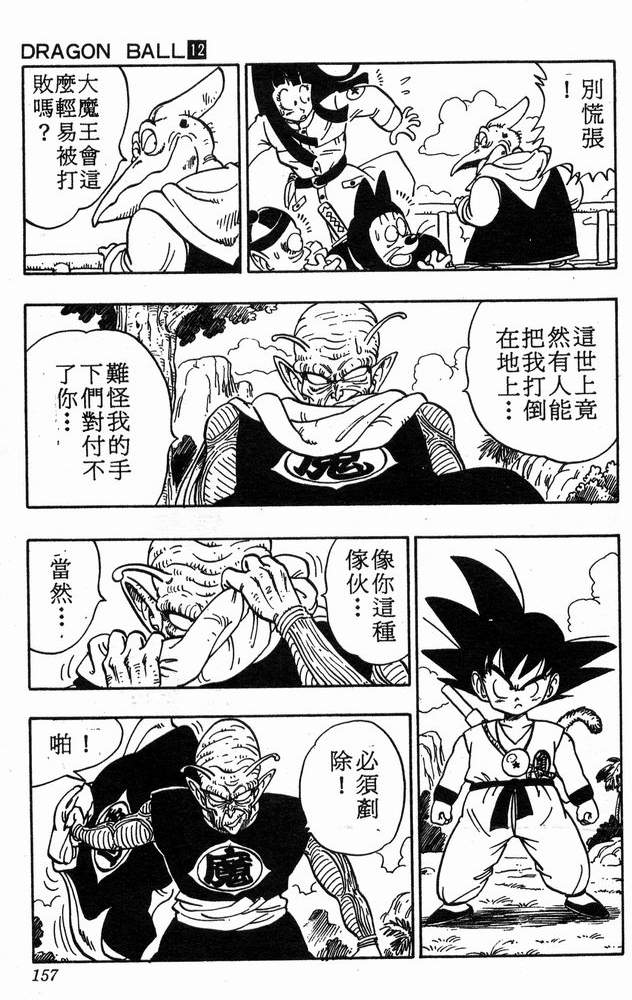 DRAGON BALL 12
別慌張
！
大魔王會這
麼輕易被打
敗嗎？
這世上竟
然有人能
把我打倒
在地上…
難怪我的手
下們對付不
了你…
魔
像你這種
傢伙…
當然…
必須剷
除！
啪！
魔
157